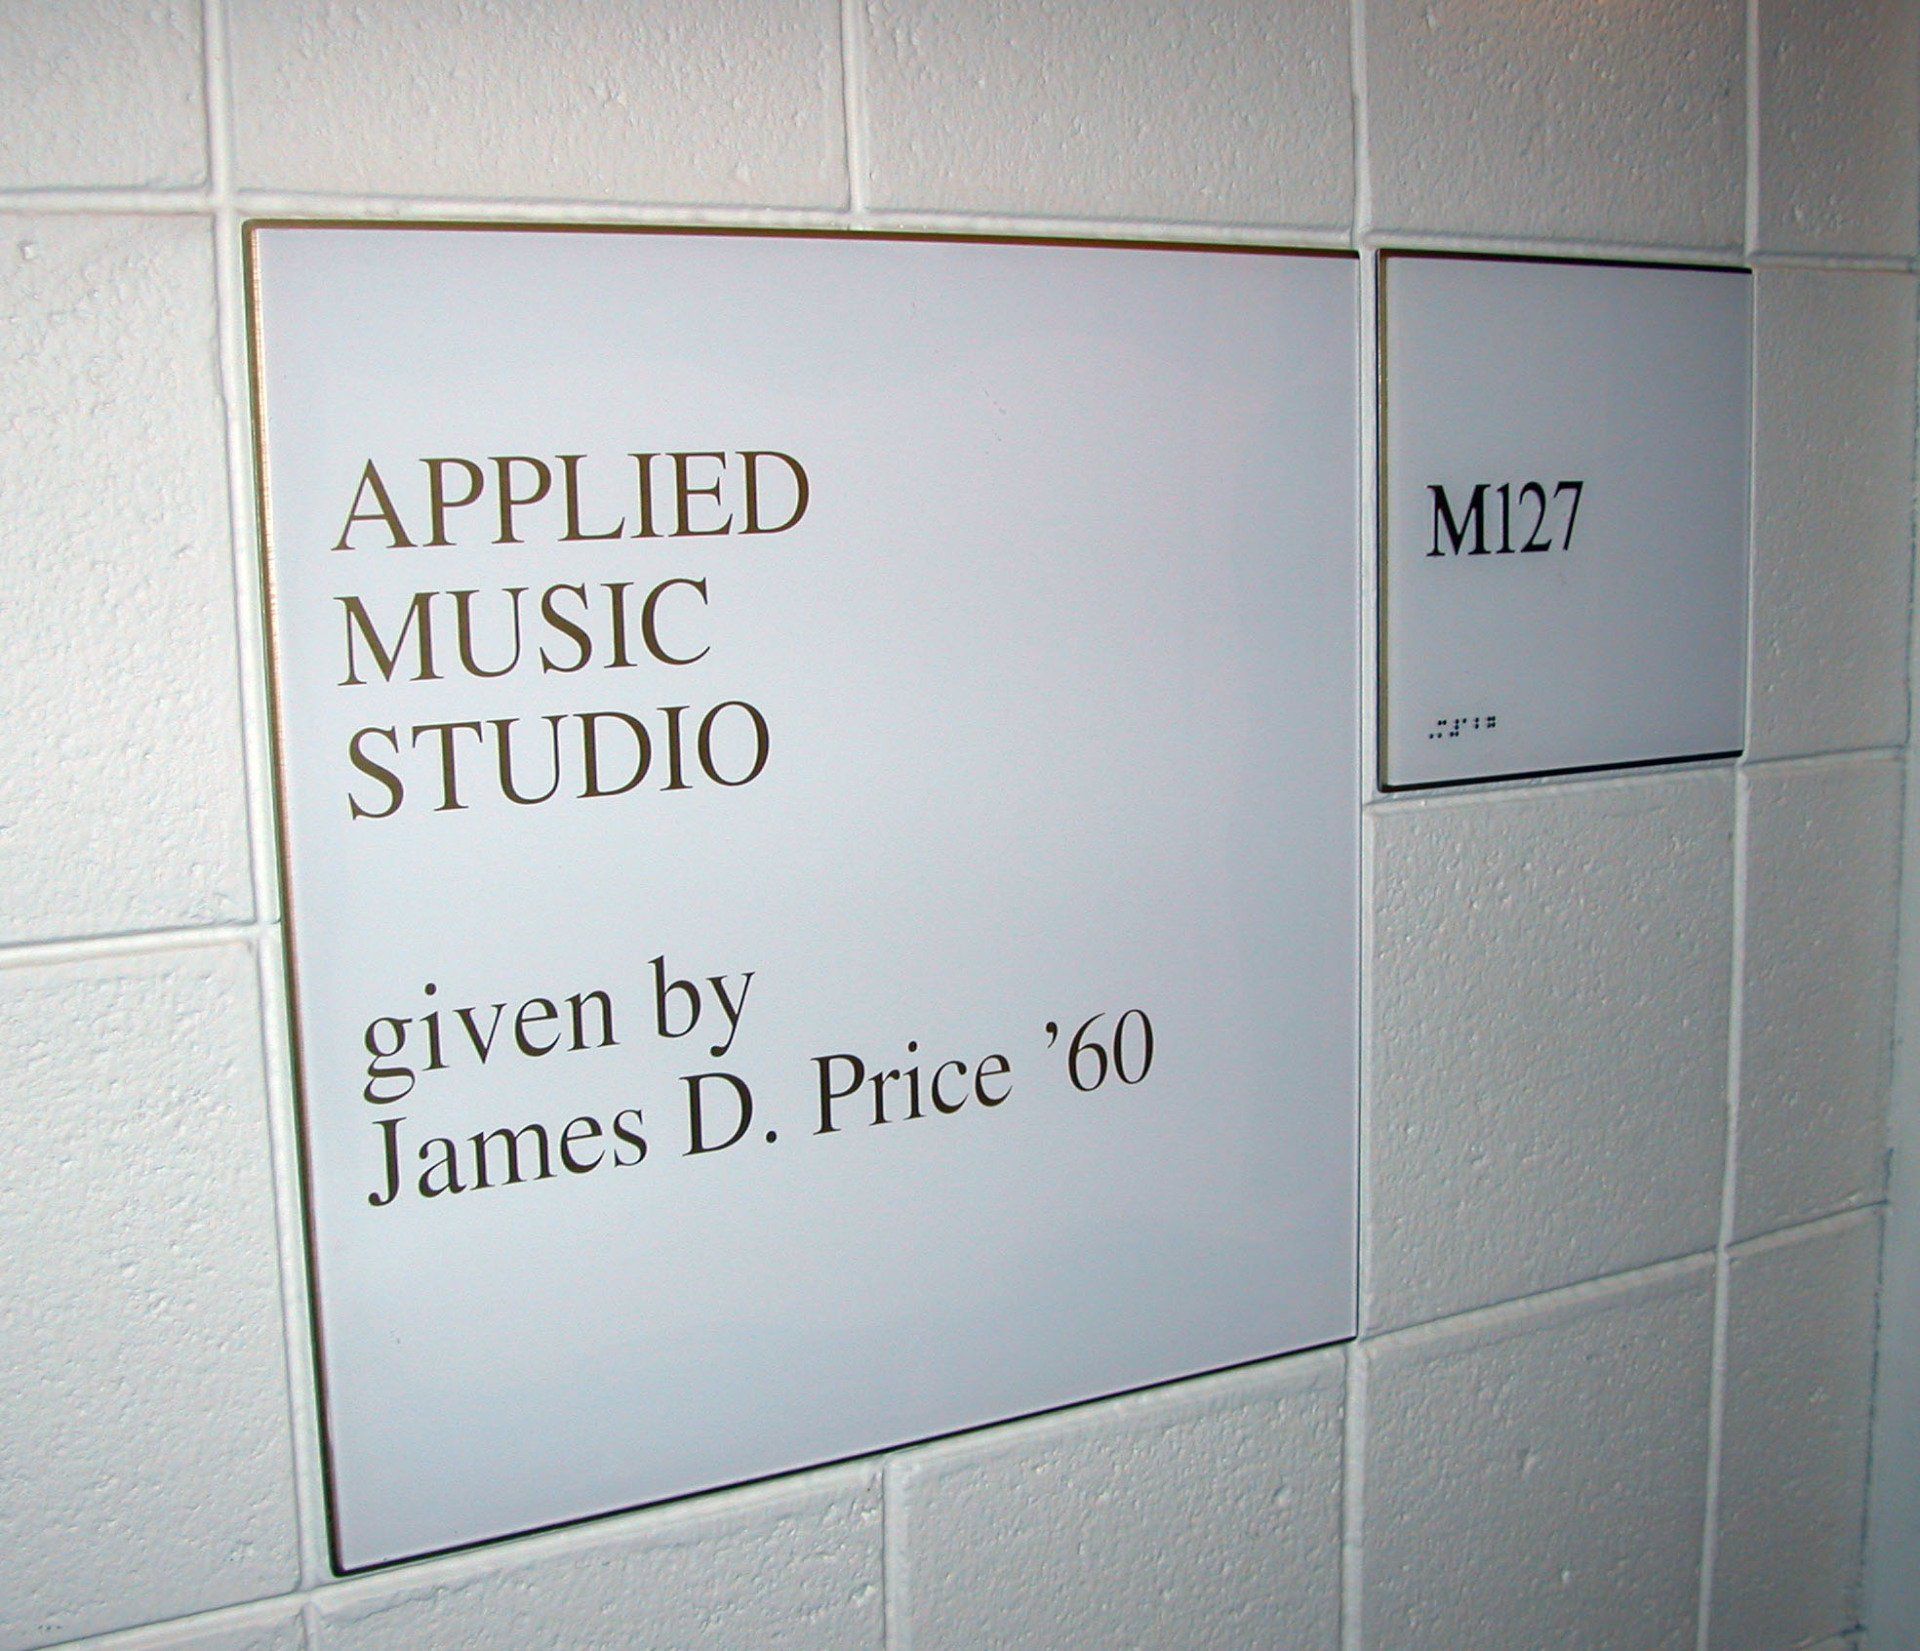 APPLIED
MUSIC
STUDIO
given by
James D. Price ’60
M127